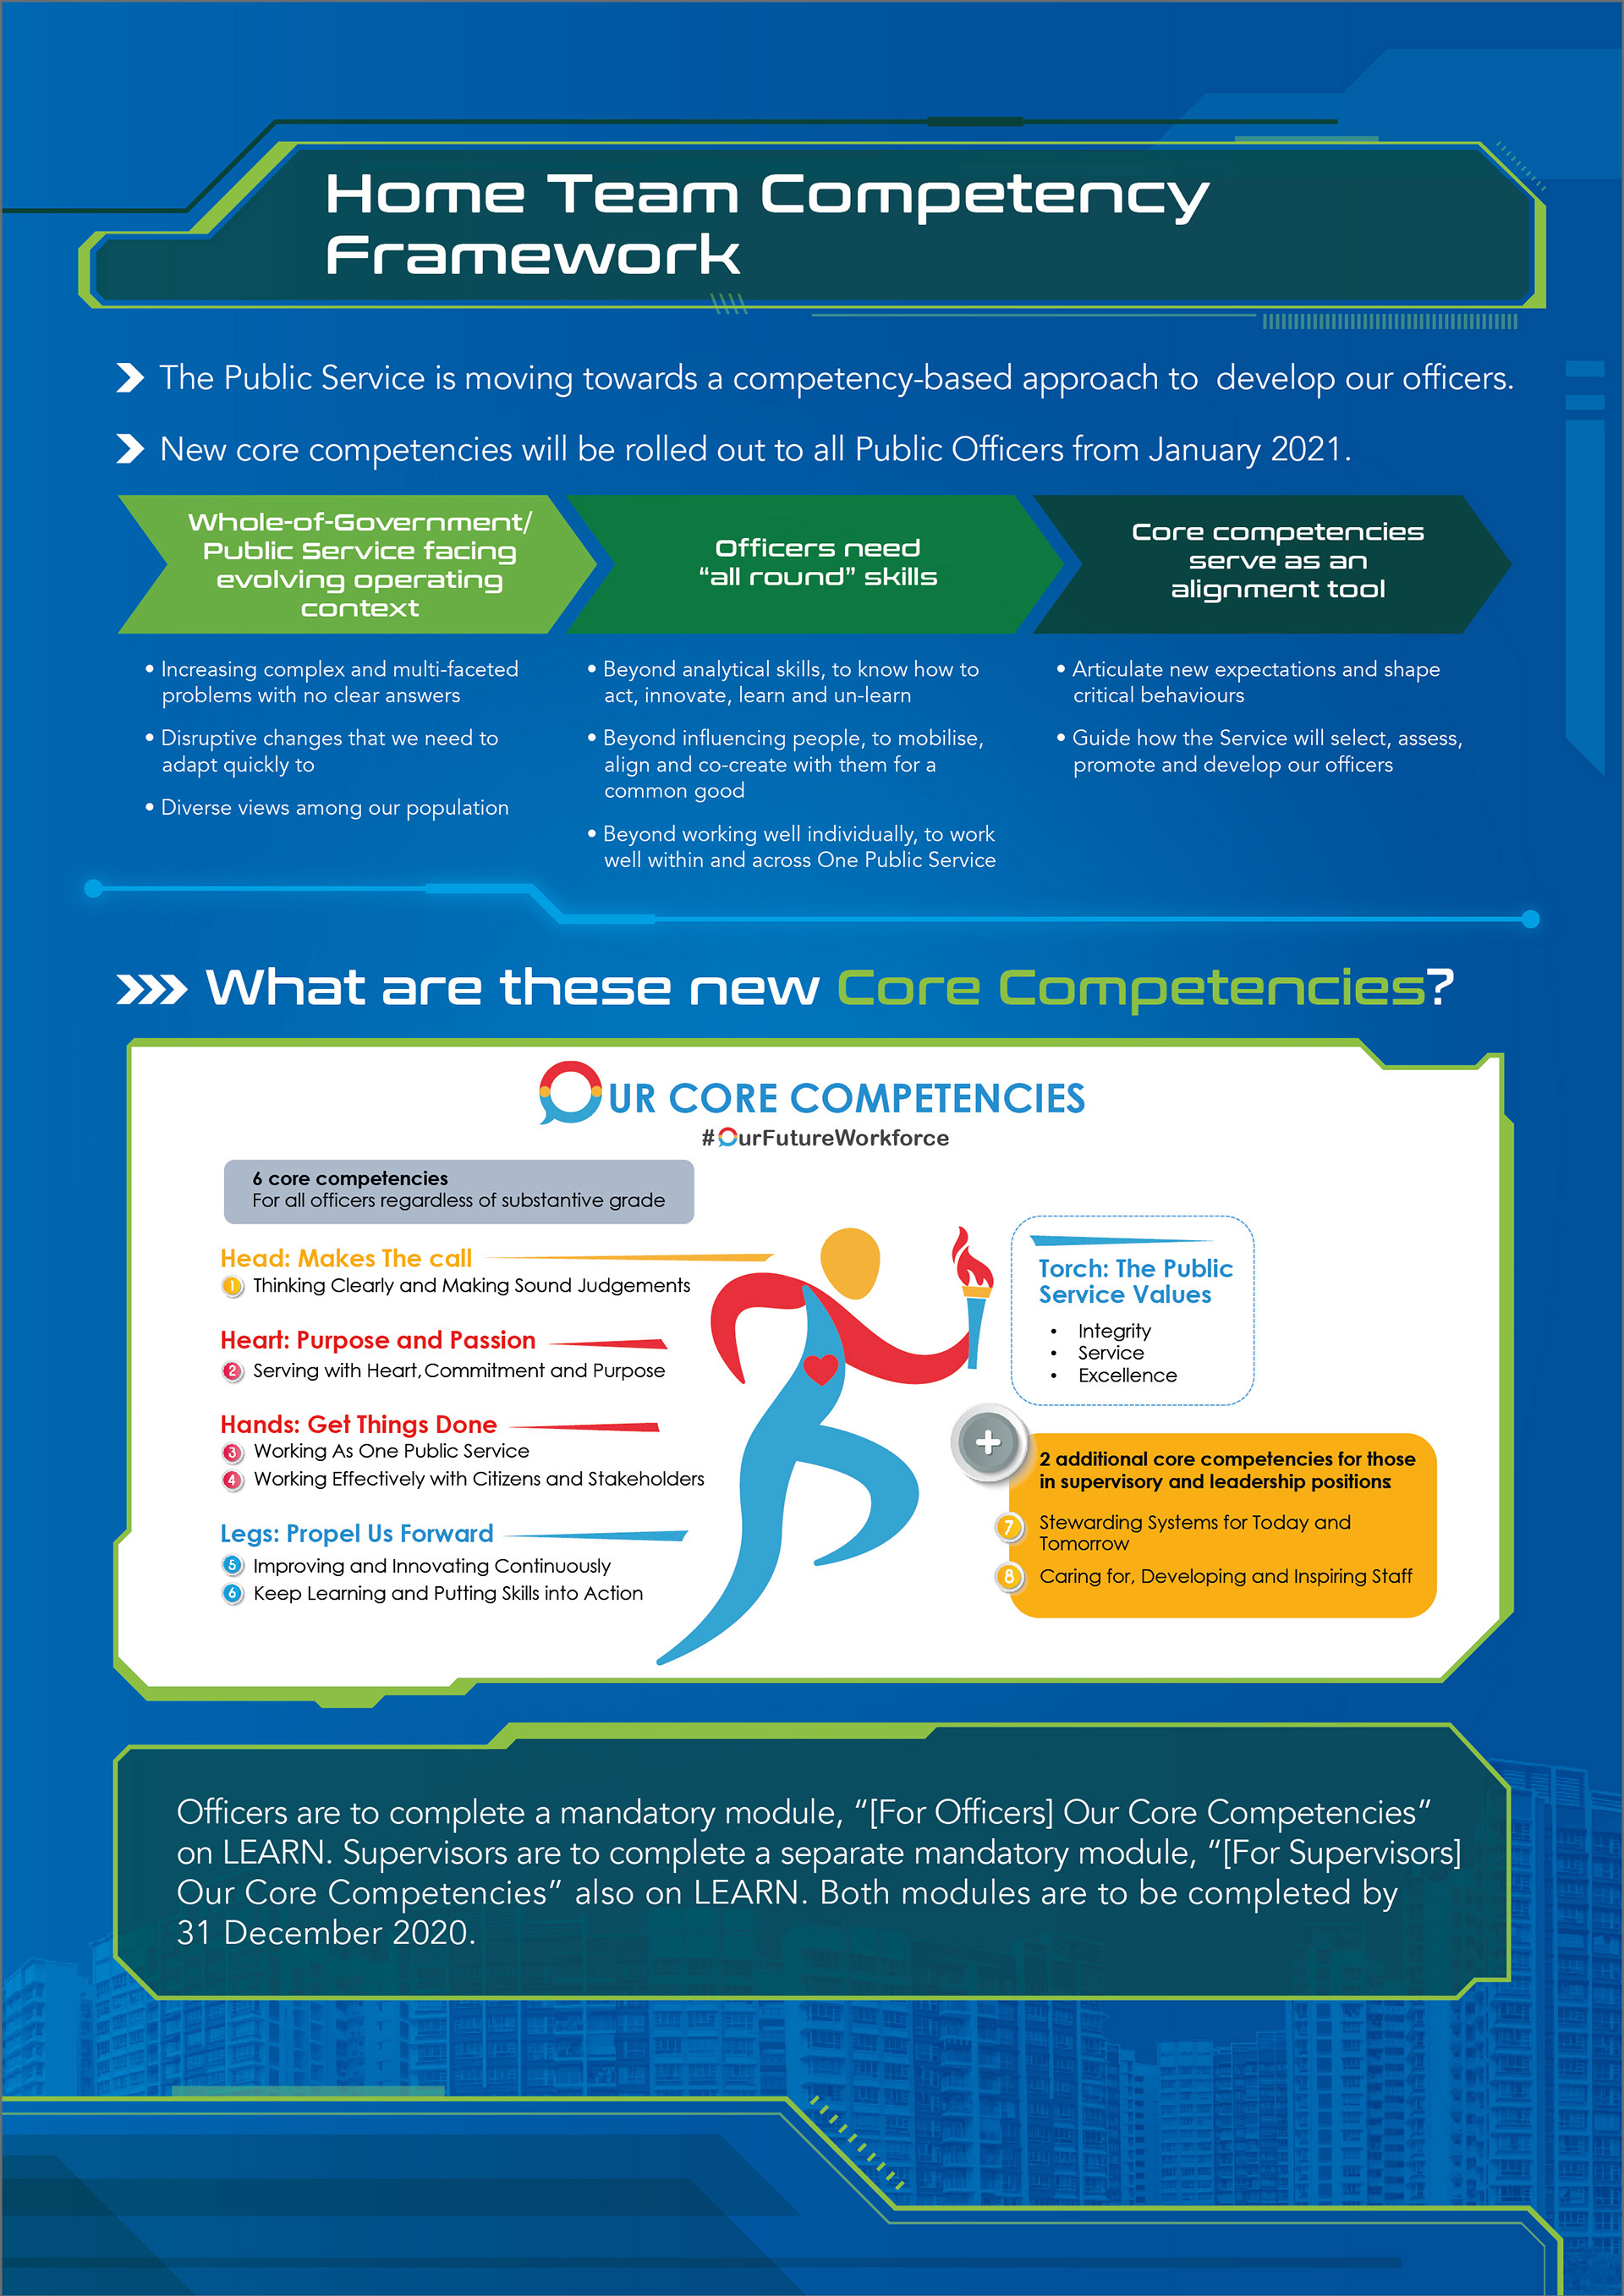 Home Team Competency
Framework
The Public Service is moving towards a competency-based approach to develop our officers.
New core competencies will be rolled out to all Public Officers from January 2021.
Whole-of-Government/
Public Service facing
evolving operating
context
• Increasing complex and multi-faceted
problems with no clear answers
• Disruptive changes that we need to
adapt quickly to
• Diverse views among our population
Officers need
“all round” skills
• Beyond analytical skills, to know how to
act, innovate, learn and un-learn
• Beyond influencing people, to mobilise,
align and co-create with them for a
common good
• Beyond working well individually, to work
well within and across One Public Service
Core competencies
serve as an
alignment tool
• Articulate new expectations and shape
critical behaviours
• Guide how the Service will select, assess,
promote and develop our officers
What are these new Core Competencies?
OUR CORE COMPETENCIES
#OurFutureWorkforce
6 core competencies
For all officers regardless of substantive grade
Head: Makes The call
1 Thinking Clearly and Making Sound Judgements
Heart: Purpose and Passion
2 Serving with Heart, Commitment and Purpose
Hands: Get Things Done
3 Working As One Public Service
4 Working Effectively with Citizens and Stakeholders
Legs: Propel Us Forward
5 Improving and Innovating Continuously
6 Keep Learning and Putting Skills into Action
Torch: The Public
Service Values
• Integrity
• Service
• Excellence
+
2 additional core competencies for those
in supervisory and leadership positions
7 Stewarding Systems for Today and
Tomorrow
8 Caring for, Developing and Inspiring Staff
Officers are to complete a mandatory module, “[For Officers] Our Core Competencies”
on LEARN. Supervisors are to complete a separate mandatory module, “[For Supervisors]
Our Core Competencies” also on LEARN. Both modules are to be completed by
31 December 2020.